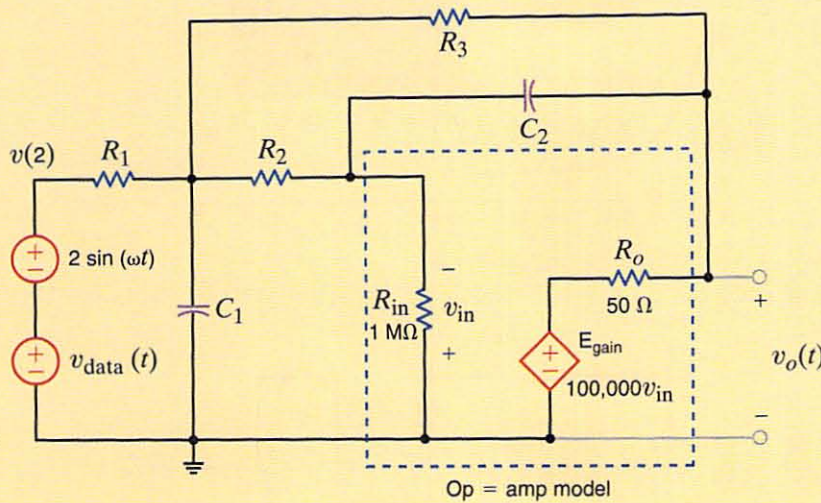 R3
C2
v(2)
R1
R2
+
−
2 sin (ωt)
C1
+
−
vdata (t)
Rin
1 MΩ
−
vin
+
Ro
50 Ω
Egain
+
−
100,000vin
+
vo(t)
−
Op = amp model